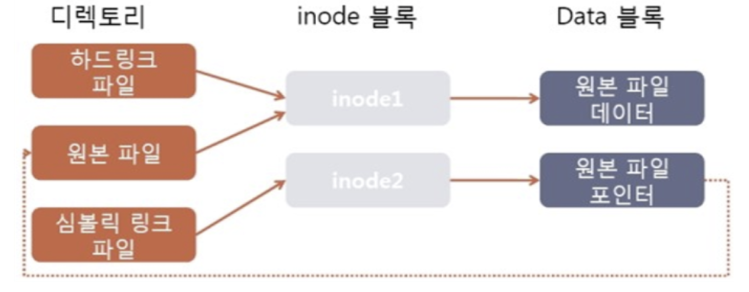 디렉토리
inode 블록
Data 블록
하드링크
파일
inode1
원본 파일
데이터
원본 파일
inode2
원본 파일
포인터
심볼릭 링크
파일